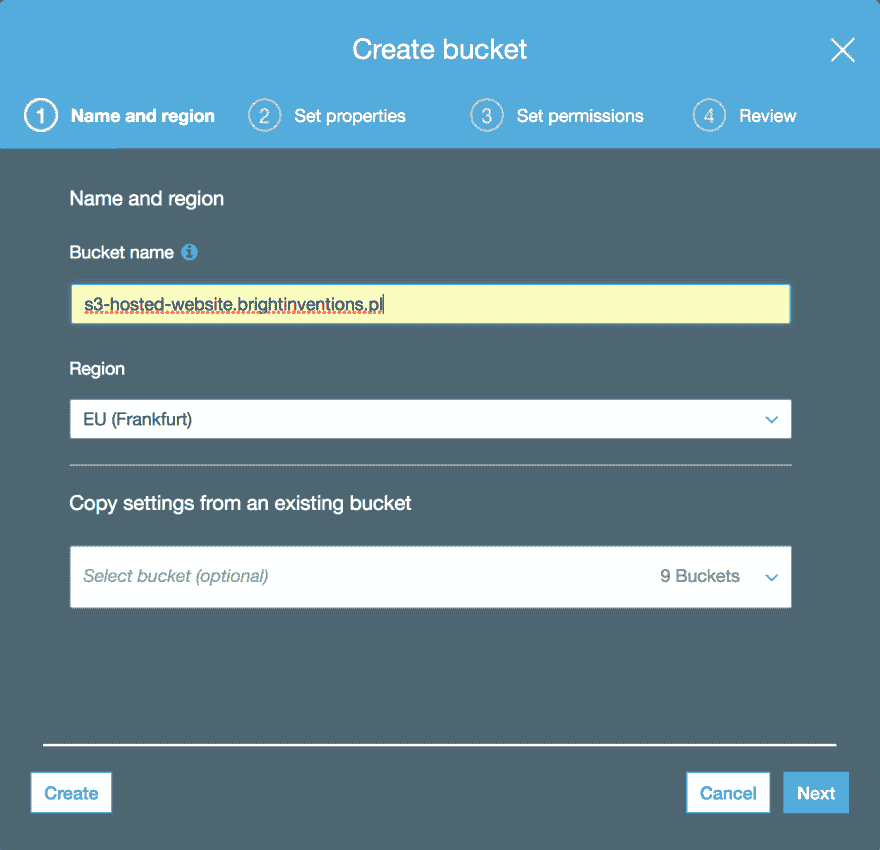 Create bucket
1 Name and region 2 Set properties 3 Set permissions 4 Review
Name and region
Bucket name
s3-hosted-website.brightinventions.pl
Region
EU (Frankfurt)
Copy settings from an existing bucket
Select bucket (optional) 9 Buckets
Create Cancel Next